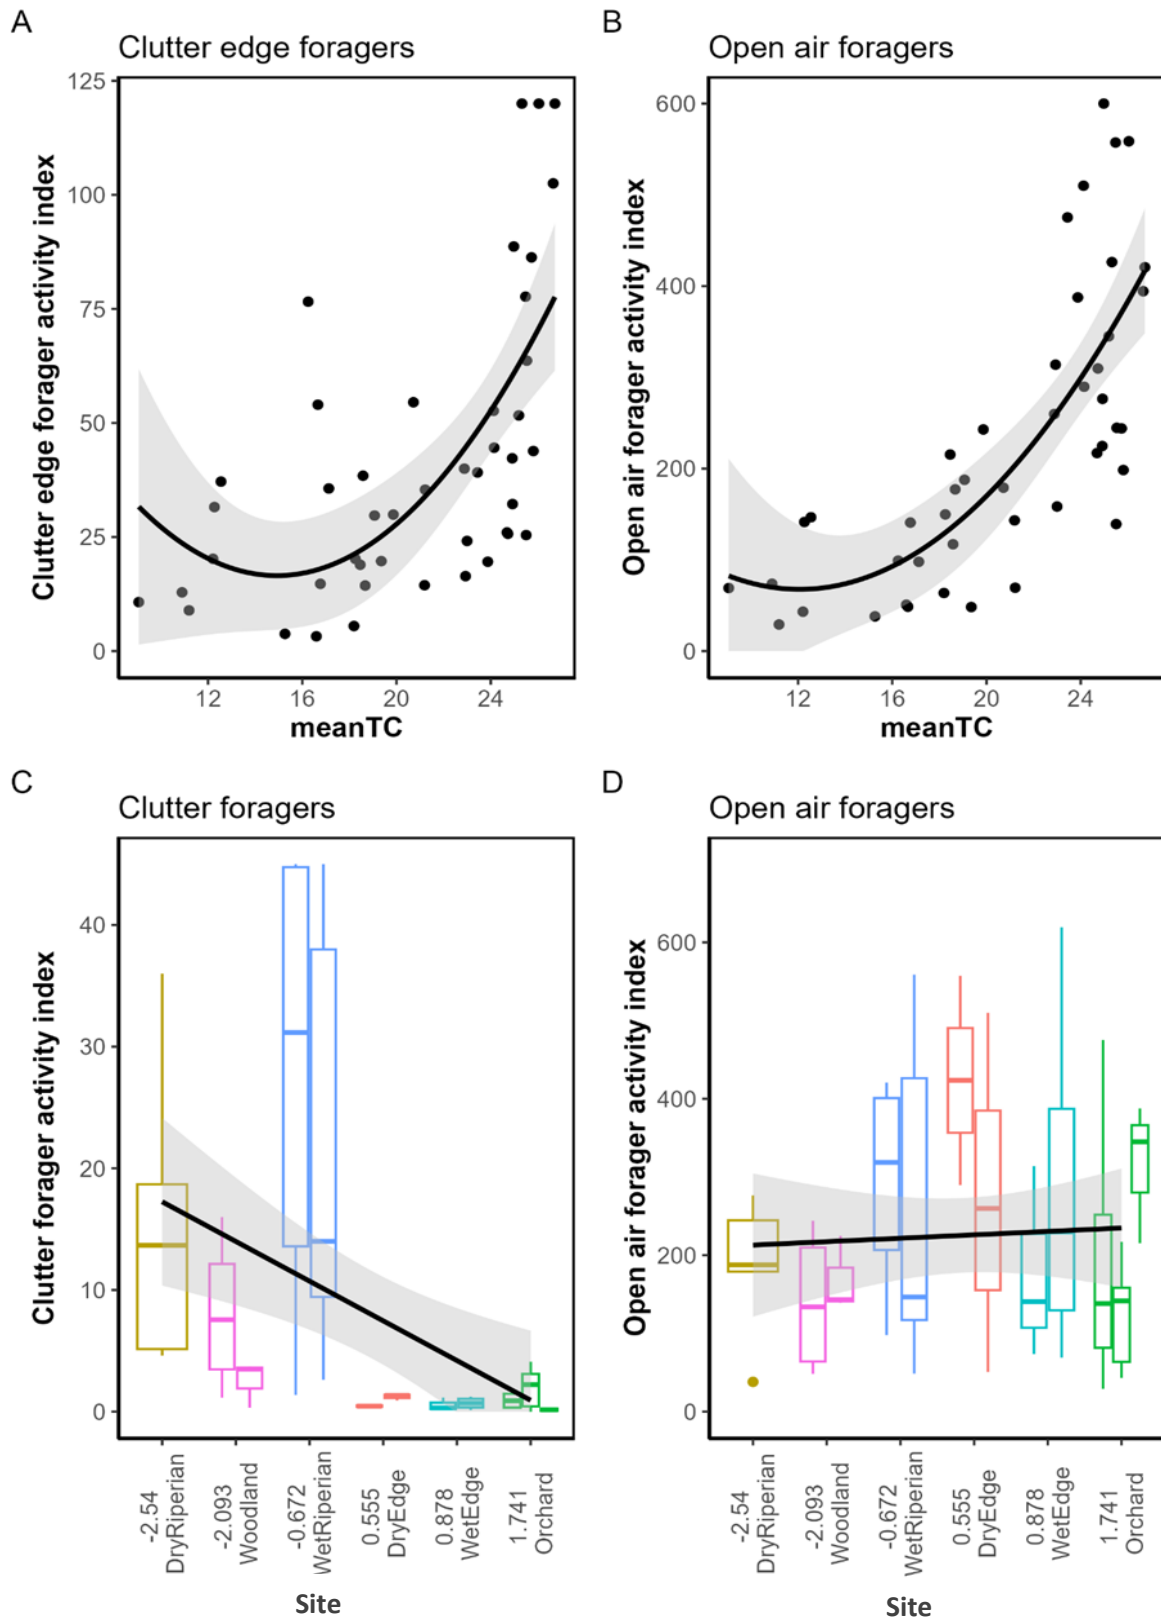 A
Clutter edge foragers
Clutter edge forager activity index
125
100
75
50
25
0
12 16 20 24
meanTC
B
Open air foragers
Open air forager activity index
600
400
200
0
12 16 20 24
meanTC
C
Clutter foragers
Clutter forager activity index
40
30
20
10
0
-2.54
DryRiperian
-2.093
Woodland
-0.672
WetRiperian
0.555
DryEdge
0.878
WetEdge
1.741
Orchard
Site
D
Open air foragers
Open air forager activity index
600
400
200
0
-2.54
DryRiperian
-2.093
Woodland
-0.672
WetRiperian
0.555
DryEdge
0.878
WetEdge
1.741
Orchard
Site